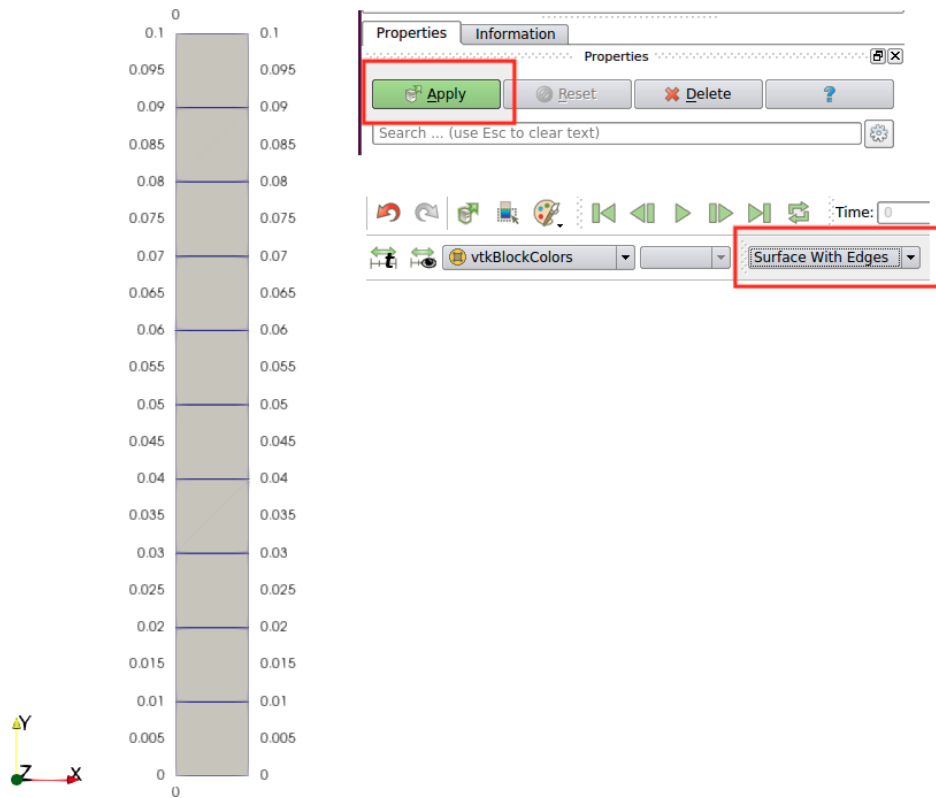 0
0.1 0.1
0.095 0.095
0.09 0.09
0.085 0.085
0.08 0.08
0.075 0.075
0.07 0.07
0.065 0.065
0.06 0.06
0.055 0.055
0.05 0.05
0.045 0.045
0.04 0.04
0.035 0.035
0.03 0.03
0.025 0.025
0.02 0.02
0.015 0.015
0.01 0.01
0.005 0.005
0 0
0
Y
Z X
Properties Information
Properties
Apply Reset Delete ?
Search ... (use Esc to clear text)
Time: 0
t vtkBlockColors Surface With Edges